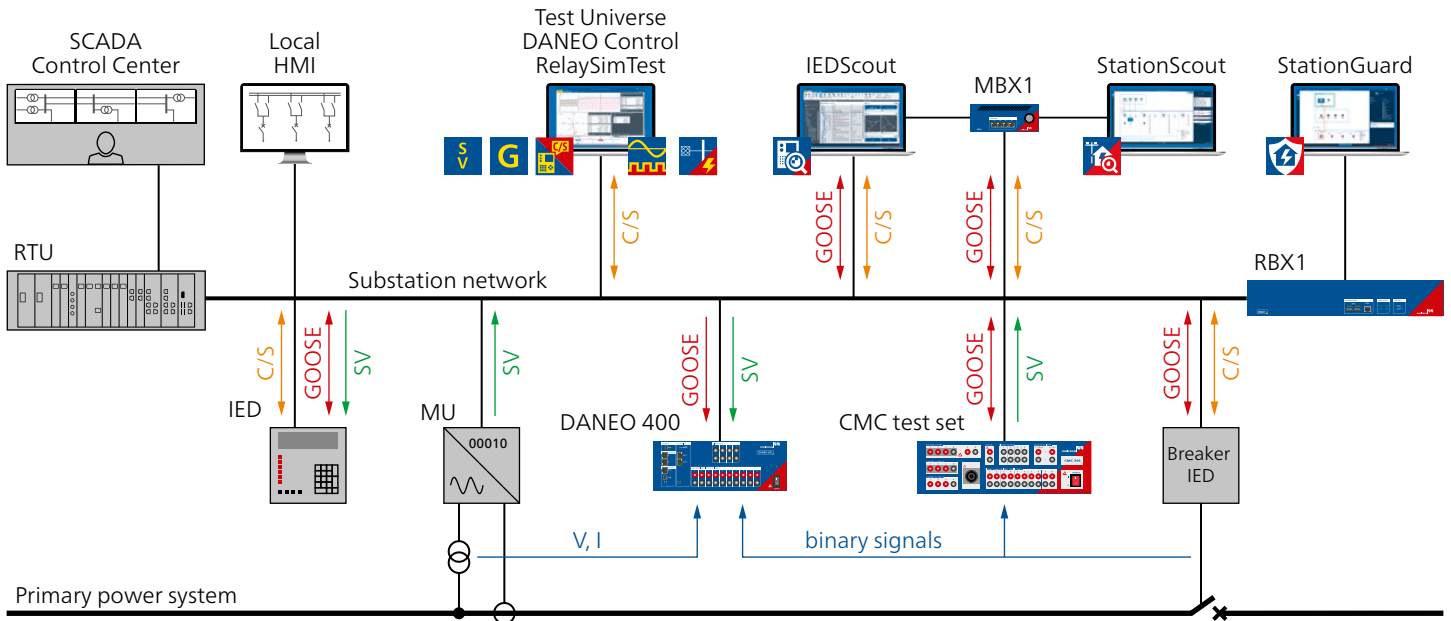 SCADA
Control Center
Local
HMI
Test Universe
DANEO Control
RelaySimTest
IEDScout
MBX1
StationScout
StationGuard
S
V
G
C/S
GOOSE
C/S
GOOSE
C/S
C/S
RTU
Substation network
RBX1
C/S
GOOSE
SV
SV
GOOSE
SV
GOOSE
SV
GOOSE
C/S
IED
MU
00010
DANEO 400
CMC test set
Breaker
IED
V, I
binary signals
Primary power system